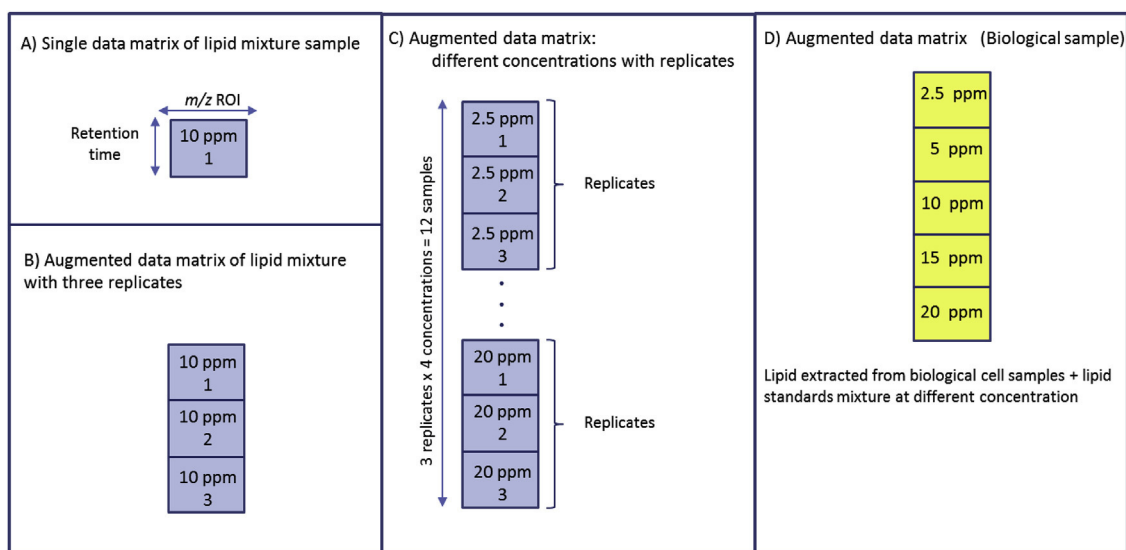 A) Single data matrix of lipid mixture sample
m/z ROI
Retention
time
10 ppm
1
B) Augmented data matrix of lipid mixture
with three replicates
10 ppm
1
10 ppm
2
10 ppm
3
C) Augmented data matrix:
different concentrations with replicates
3 replicates x 4 concentrations = 12 samples
2.5 ppm
1
2.5 ppm
2
2.5 ppm
3
Replicates
20 ppm
1
20 ppm
2
20 ppm
3
Replicates
D) Augmented data matrix (Biological sample)
2.5 ppm
5 ppm
10 ppm
15 ppm
20 ppm
Lipid extracted from biological cell samples + lipid
standards mixture at different concentration